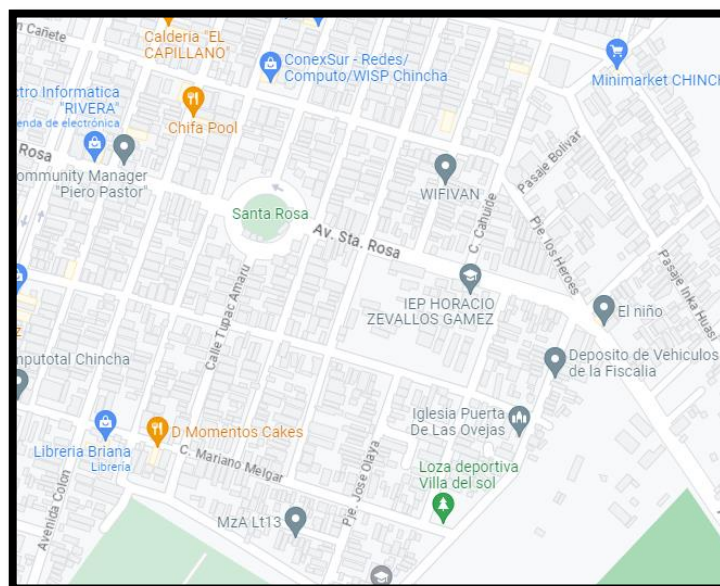 n Cañete
Calderia "EL
CAPILLANO"
ConexSur - Redes/
Computo/WISP Chincha
Minimarket CHINCH
ctro Informatica
"RIVERA"
enda de electrónica
Chifa Pool
Rosa
ommunity Manager
"Piero Pastor"
WIFIVAN
Pasaje Bolivar
Santa Rosa
Av. Sta. Rosa
C. Cahuide
Pje. los Heroes
Pasaje Inka Huasi
IEP HORACIO
ZEVALLOS GAMEZ
El niño
Calle Tupac Amaru
z
mputotal Chincha
Deposito de Vehiculos
de la Fiscalia
Iglesia Puerta
De Las Ovejas
Libreria Briana
Librería
D Momentos Cakes
C. Mariano Melgar
Pje. Jose Olaya
Loza deportiva
Villa del sol
Avenida Colon
MzA Lt13